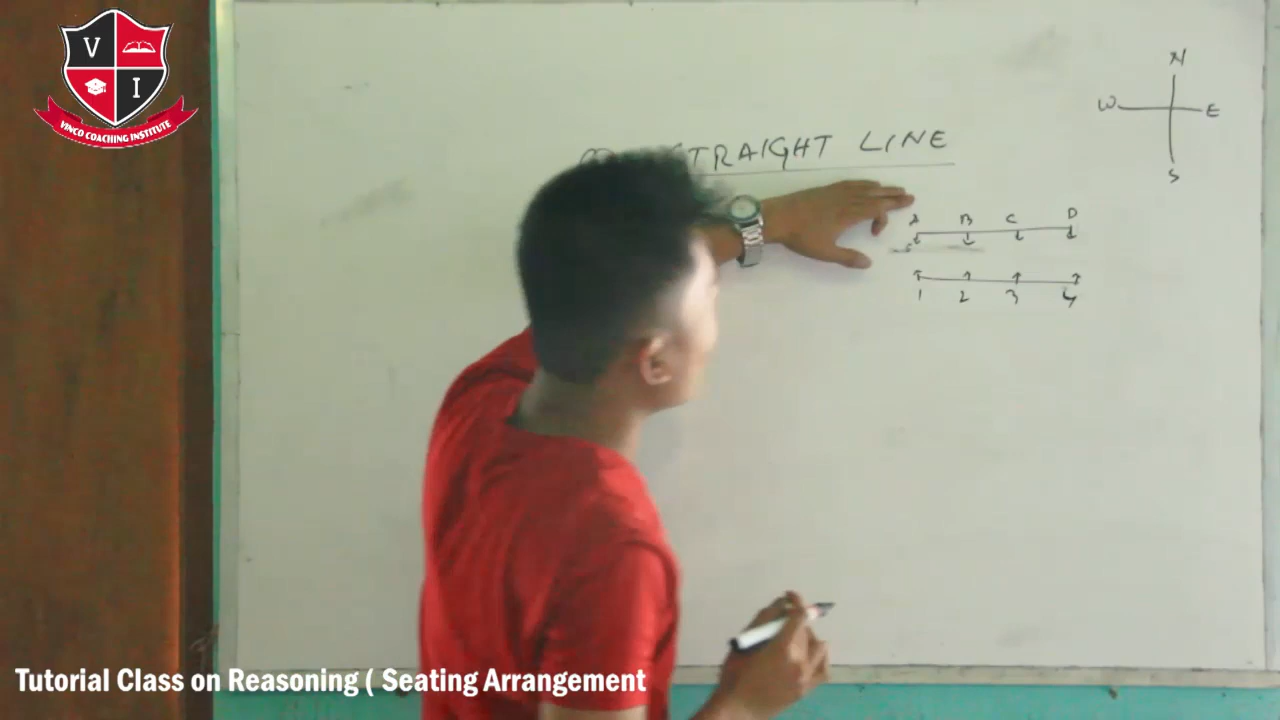 V
I
VINCO COACHING INSTITUTE
N
W E
S
STRAIGHT LINE
A B C D
1 2 3 4
Tutorial Class on Reasoning ( Seating Arrangement